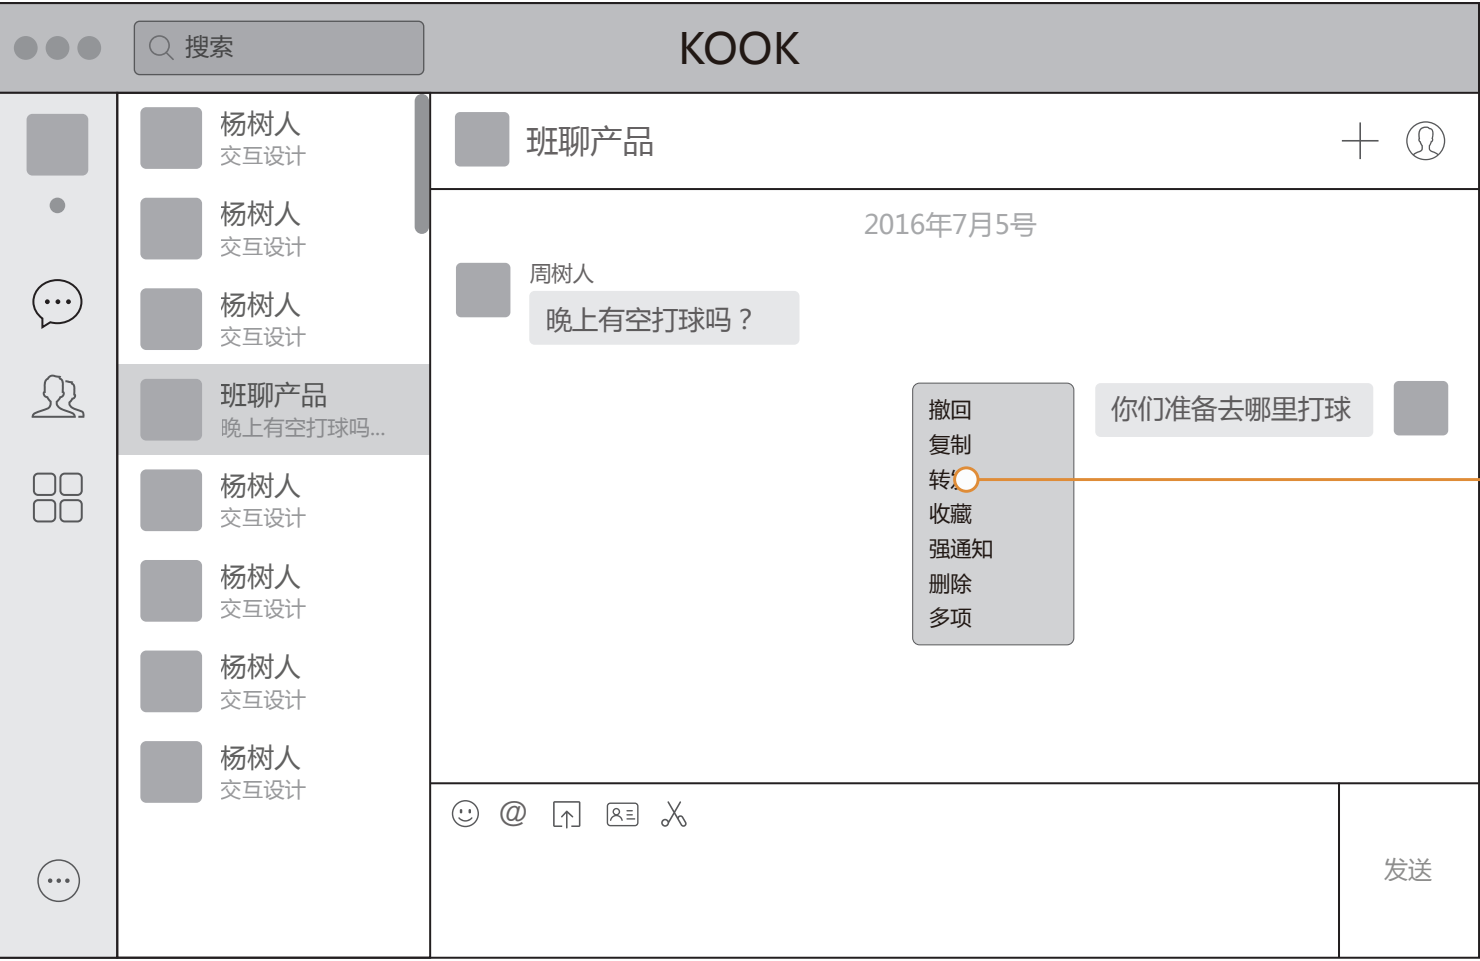 搜索
KOOK
杨树人
交互设计
杨树人
交互设计
杨树人
交互设计
班聊产品
晚上有空打球吗...
杨树人
交互设计
杨树人
交互设计
杨树人
交互设计
杨树人
交互设计
班聊产品
2016年7月5号
周树人
晚上有空打球吗？
你们准备去哪里打球
撤回
复制
转
收藏
强通知
删除
多项
@
发送